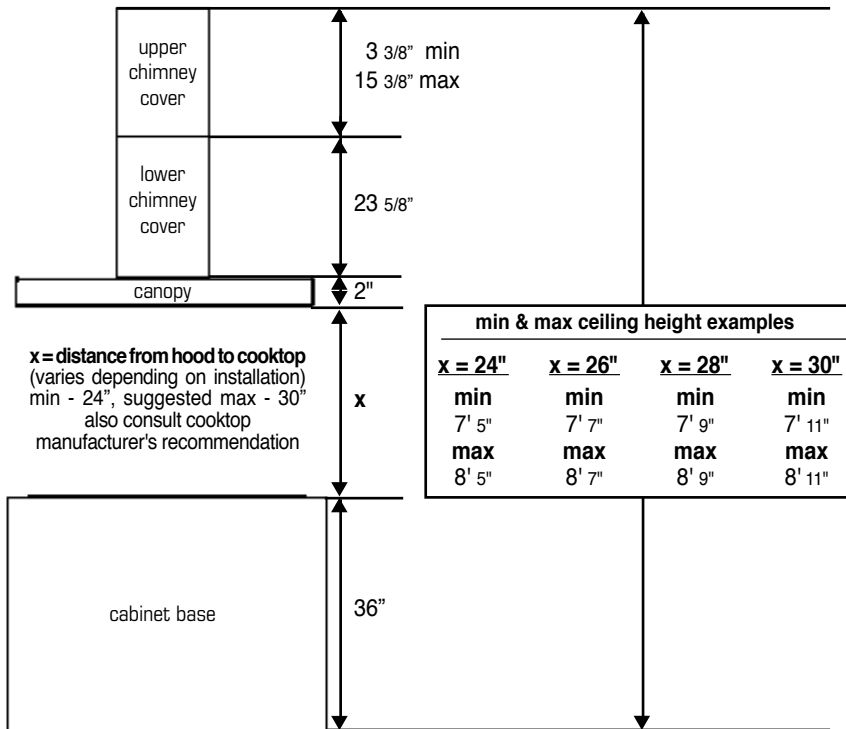 upper
chimney
cover
3 3/8” min
15 3/8” max
lower
chimney
cover
23 5/8”
canopy
2"
x = distance from hood to cooktop
(varies depending on installation)
min - 24”, suggested max - 30”
also consult cooktop
manufacturer's recommendation
x
min & max ceiling height examples
x = 24" x = 26" x = 28" x = 30"
min min min min
7' 5" 7' 7" 7' 9" 7' 11"
max max max max
8' 5" 8' 7" 8' 9" 8' 11"
cabinet base
36”